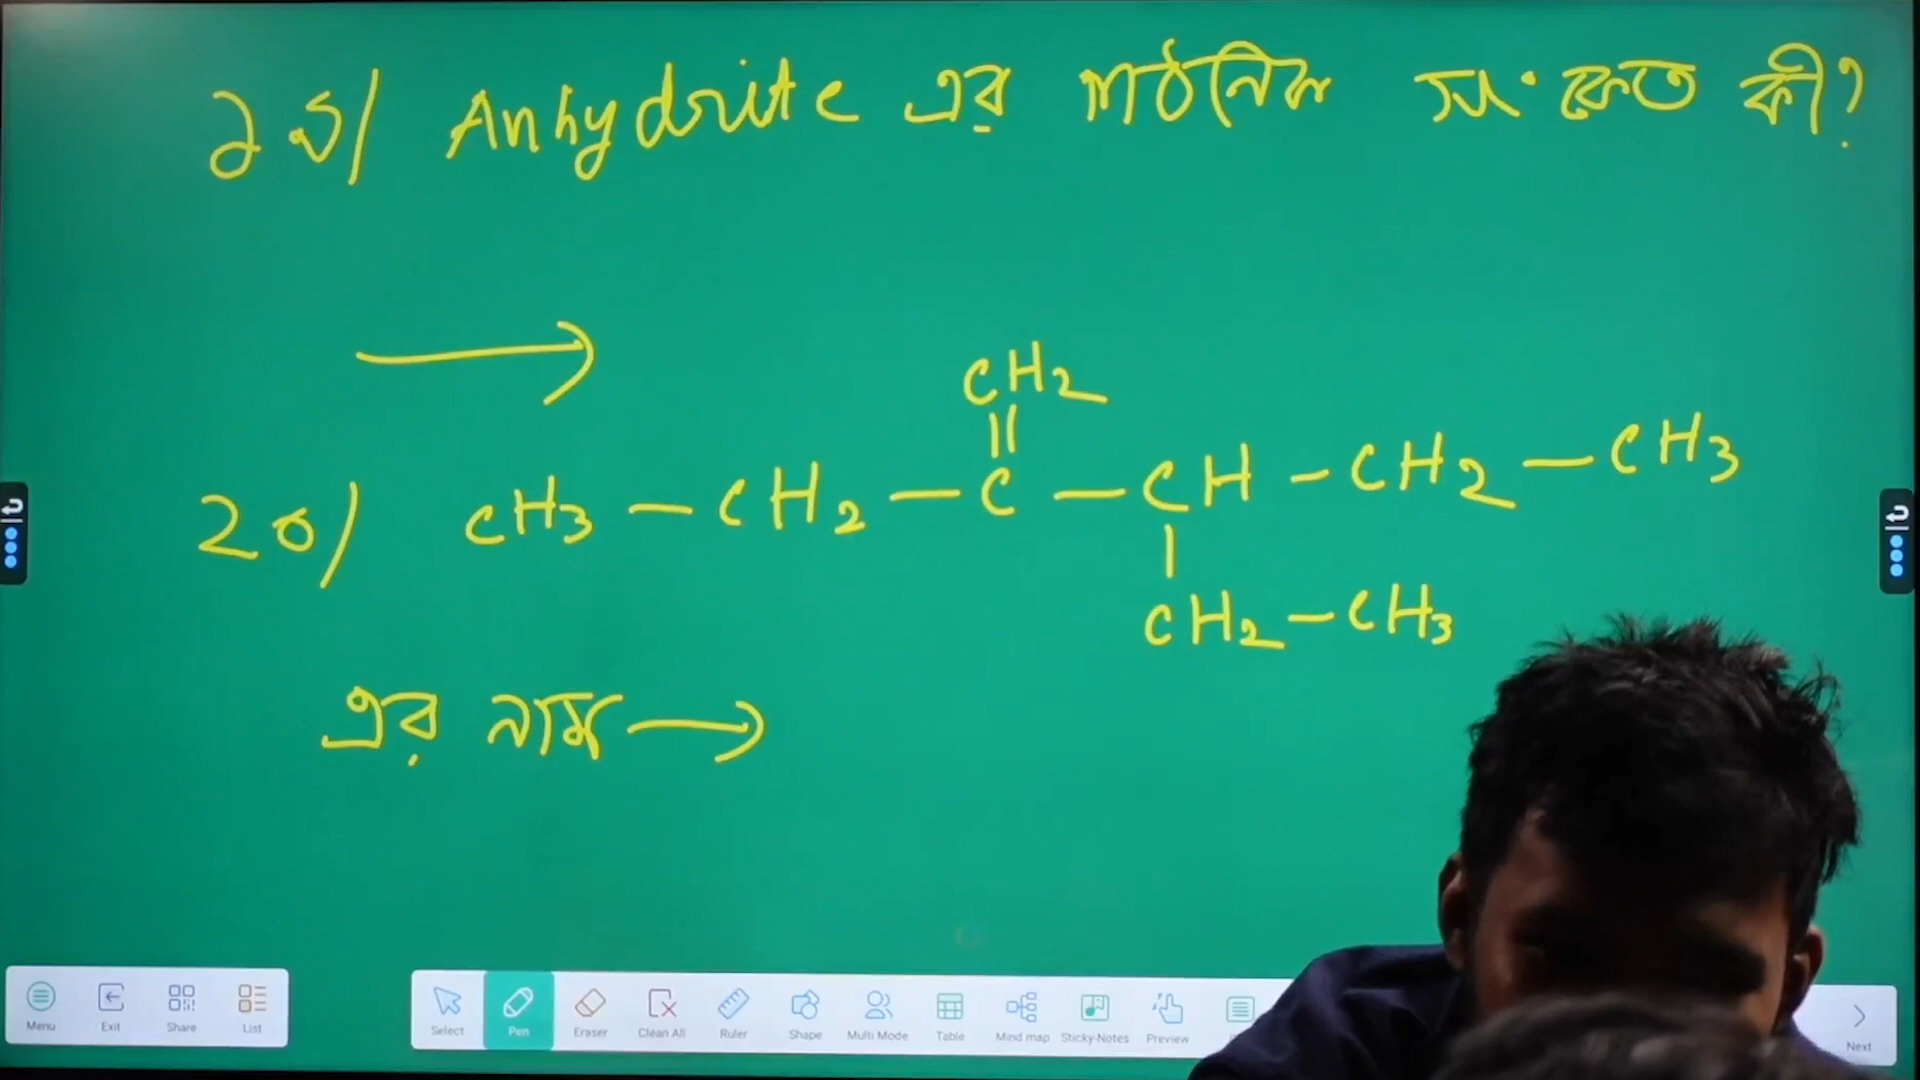 ১৯/ Anhydrite এর গাঠনিক সংকেত কী?
CH2
||
২০/ CH3 — CH2 — C — CH — CH2 — CH3
|
CH2 — CH3
এর নাম →
Menu Exit Share List Select Pen Eraser Clean All Ruler Shape Multi Mode Table Mind map Sticky-Notes Preview Next